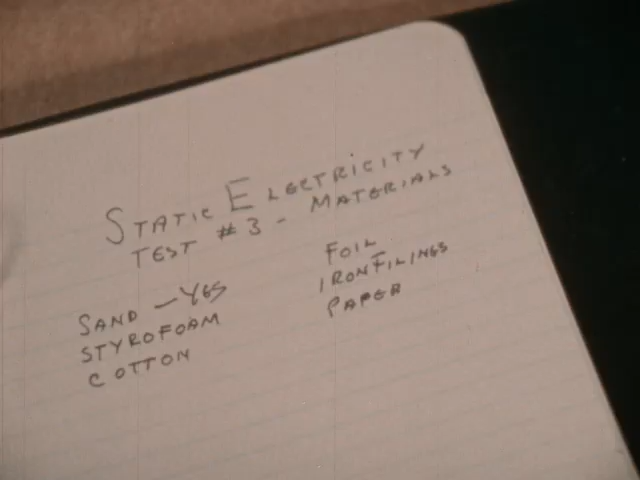 STATIC ELECTRICITY
TEST #3 - MATERIALS
SAND - YES
STYROFOAM
COTTON
FOIL
IRON FILINGS
PAPER